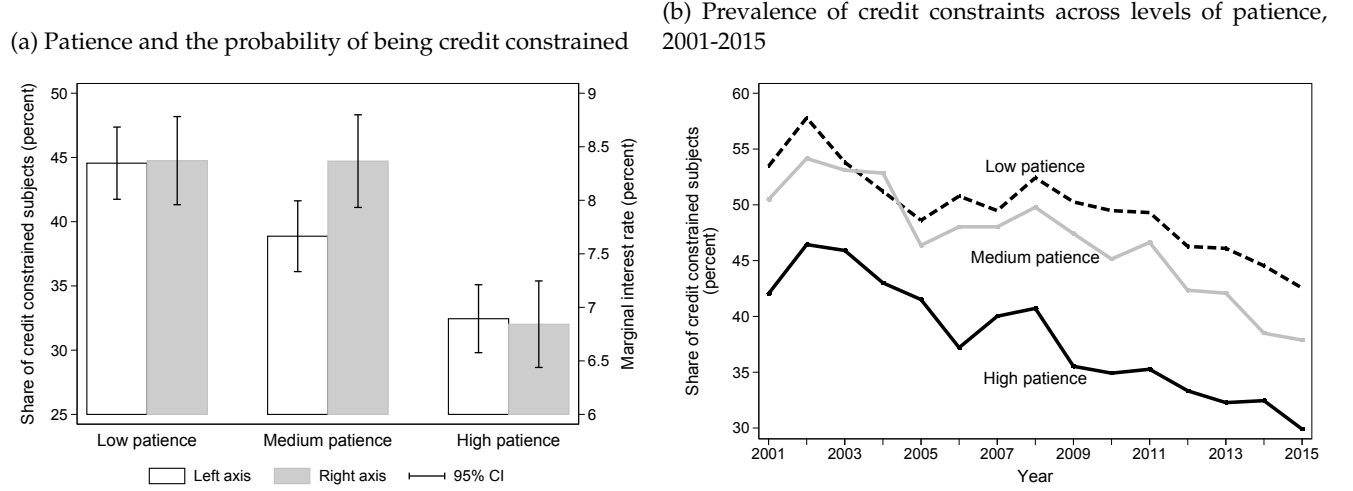 (a) Patience and the probability of being credit constrained
50
45
40
35
30
25
Share of credit constrained subjects (percent)
9
8.5
8
7.5
7
6.5
6
Marginal interest rate (percent)
Low patience
Medium patience
High patience
Left axis
Right axis
95% CI
(b) Prevalence of credit constraints across levels of patience,
2001-2015
60
55
50
45
40
35
30
Share of credit constrained subjects
(percent)
Low patience
Medium patience
High patience
2001
2003
2005
2007
2009
2011
2013
2015
Year